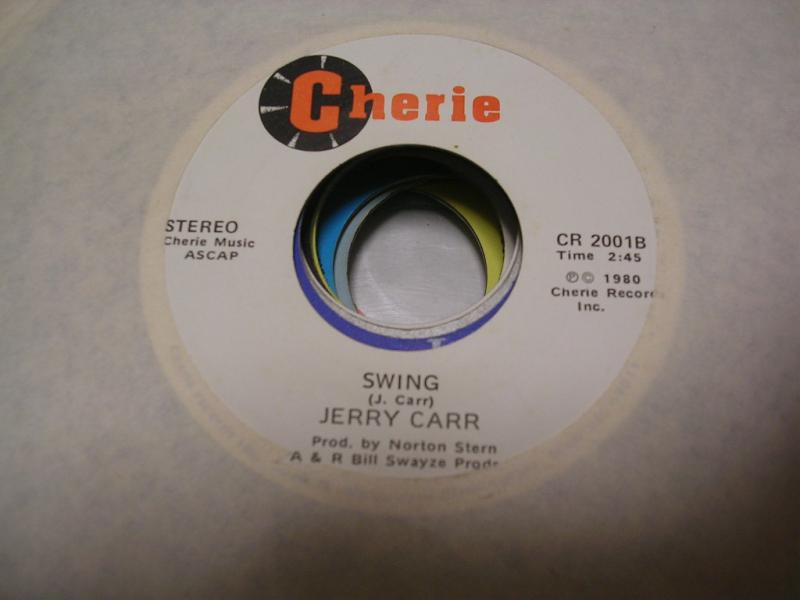 Cherie
STEREO
Cherie Music
ASCAP
CR 2001B
Time 2:45
℗© 1980
Cherie Recor
Inc.
SWING
(J. Carr)
JERRY CARR
Prod. by Norton Stern
A & R Bill Swayze Prod